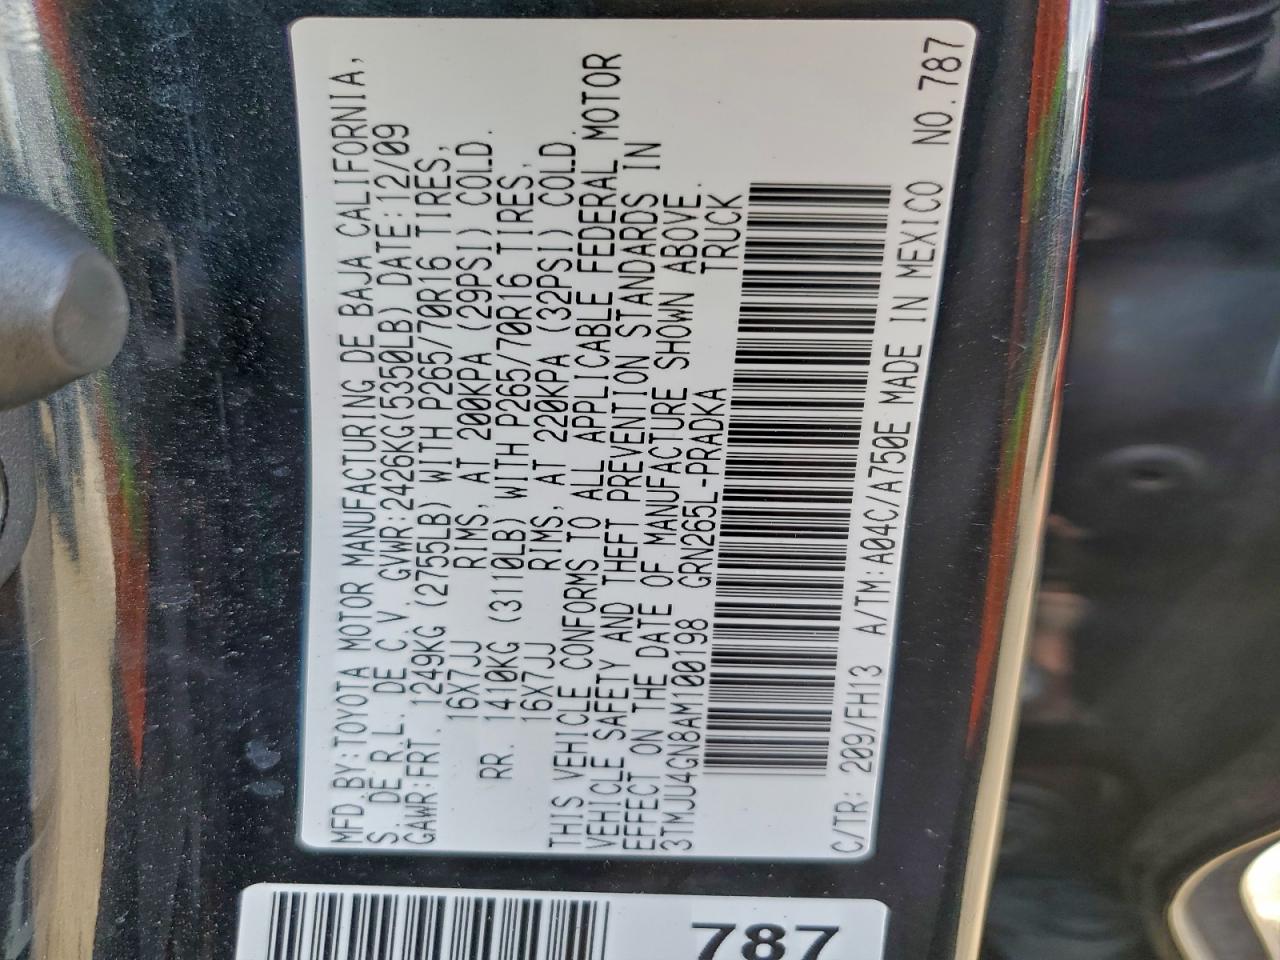 MFD.BY:TOYOTA MOTOR MANUFACTURING DE BAJA CALIFORNIA,
S. DE R.L. DE C.V. GVWR:2426KG(5350LB) DATE:12/09
GAWR:FRT. 1249KG (2755LB) WITH P265/70R16 TIRES,
16X7JJ RIMS, AT 200KPA (29PSI) COLD.
RR. 1410KG (3110LB) WITH P265/70R16 TIRES,
16X7JJ RIMS, AT 220KPA (32PSI) COLD.
THIS VEHICLE CONFORMS TO ALL APPLICABLE FEDERAL MOTOR
VEHICLE SAFETY AND THEFT PREVENTION STANDARDS IN
EFFECT ON THE DATE OF MANUFACTURE SHOWN ABOVE.
3TMJU4GN8AM100198 GRN265L-PRADKA TRUCK
C/TR: 209/FH13 A/TM:A04C/A750E MADE IN MEXICO NO.787
787